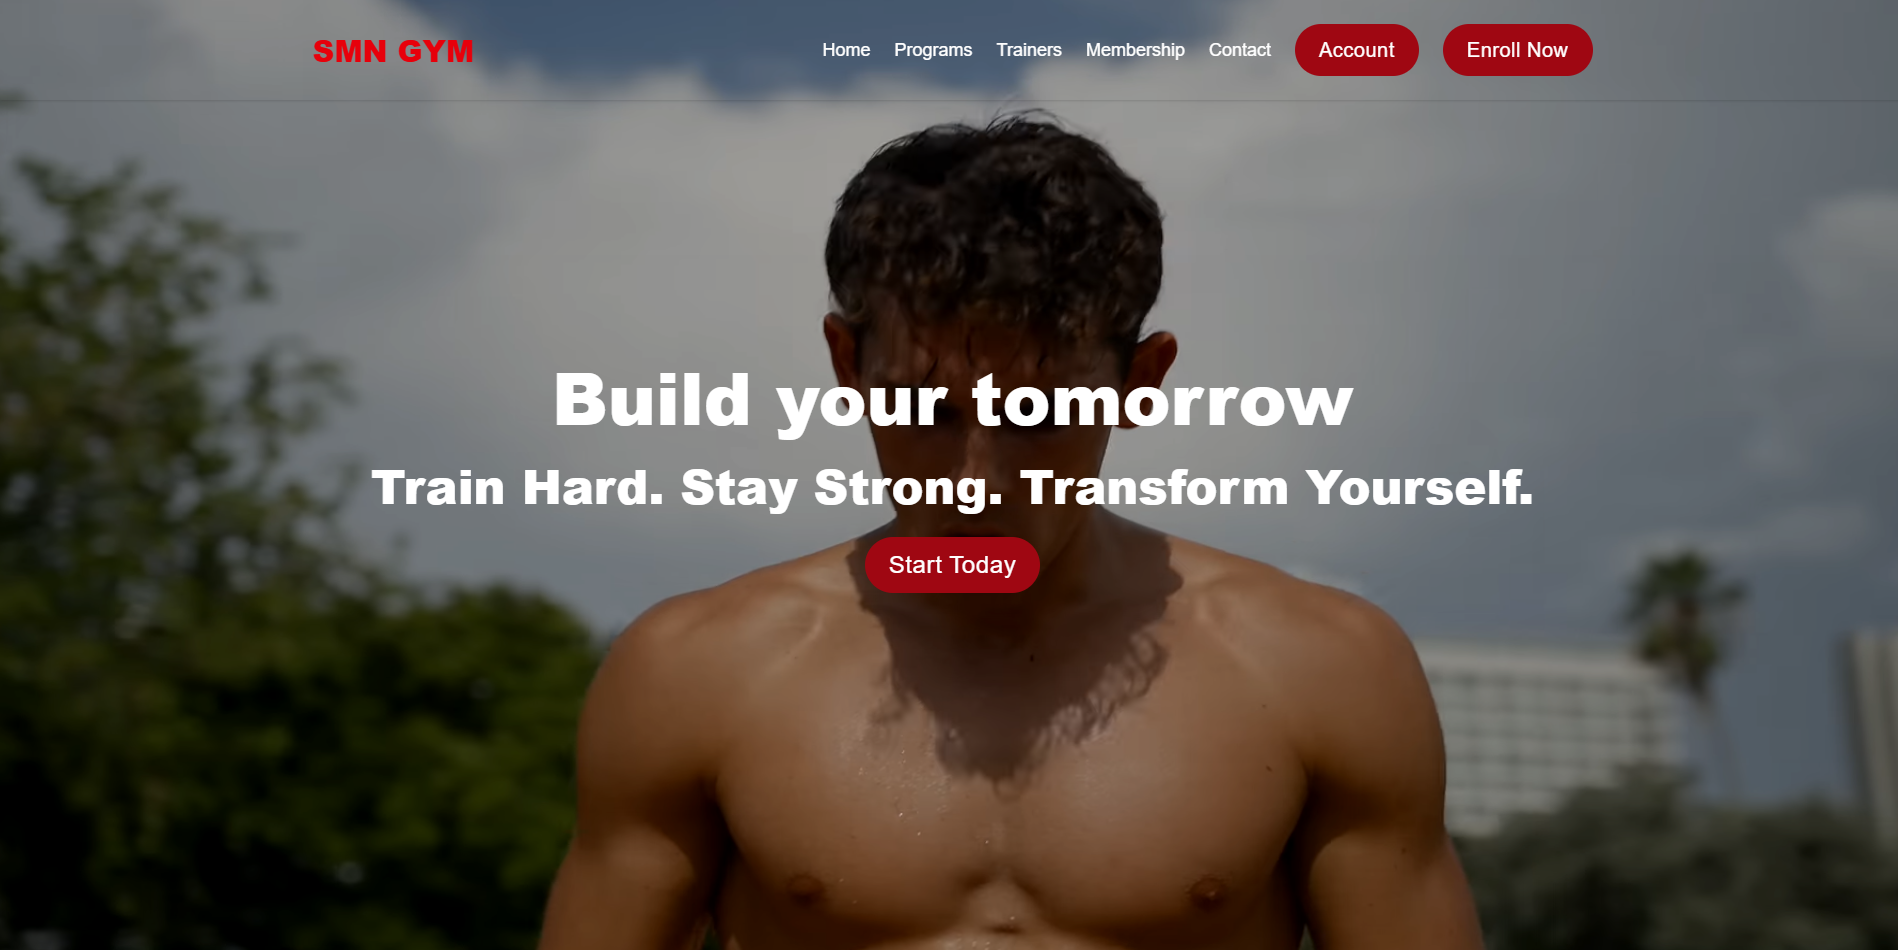 SMN GYM
Home Programs Trainers Membership Contact Account Enroll Now
Build your tomorrow
Train Hard. Stay Strong. Transform Yourself.
Start Today